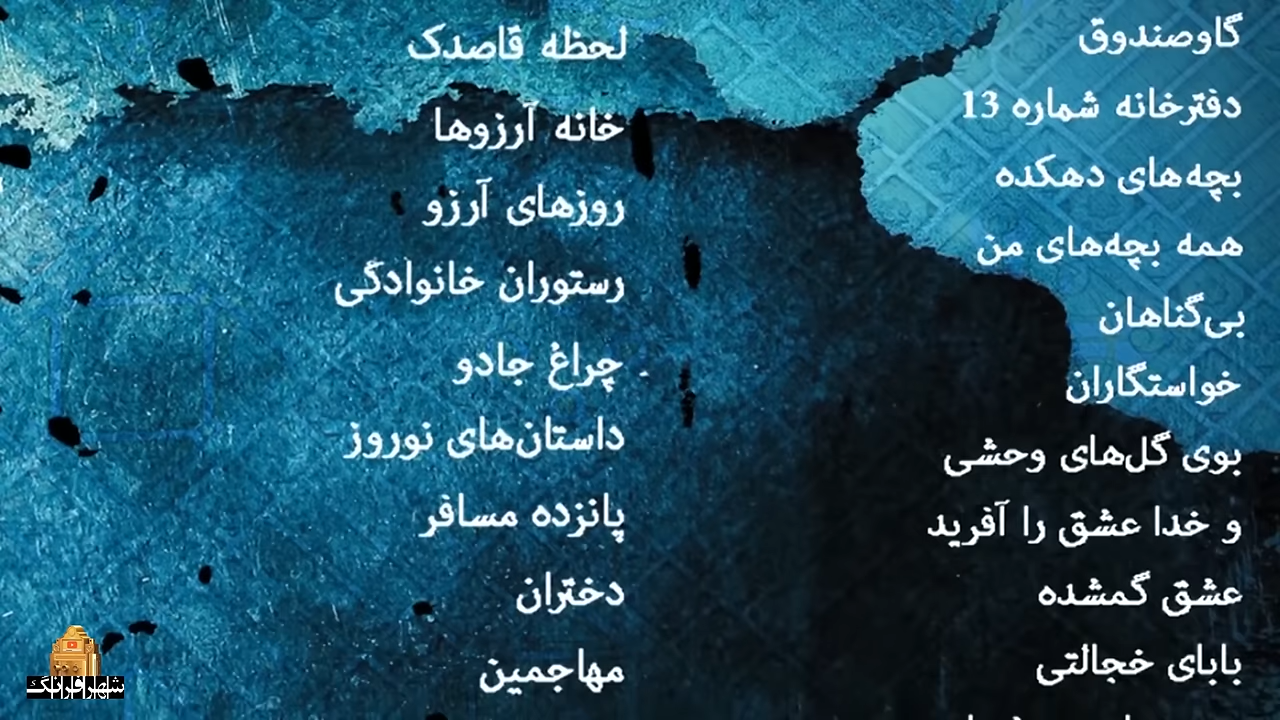 گاوصندوق
دفترخانه شماره 13
بچه‌های دهکده
همه بچه‌های من
بی‌گناهان
خواستگاران
بوی گل‌های وحشی
و خدا عشق را آفرید
عشق گمشده
بابای خجالتی
لحظه قاصدک
خانه آرزوها
روزهای آرزو
رستوران خانوادگی
چراغ جادو
داستان‌های نوروز
پانزده مسافر
دختران
مهاجمین
شهر فرانگ